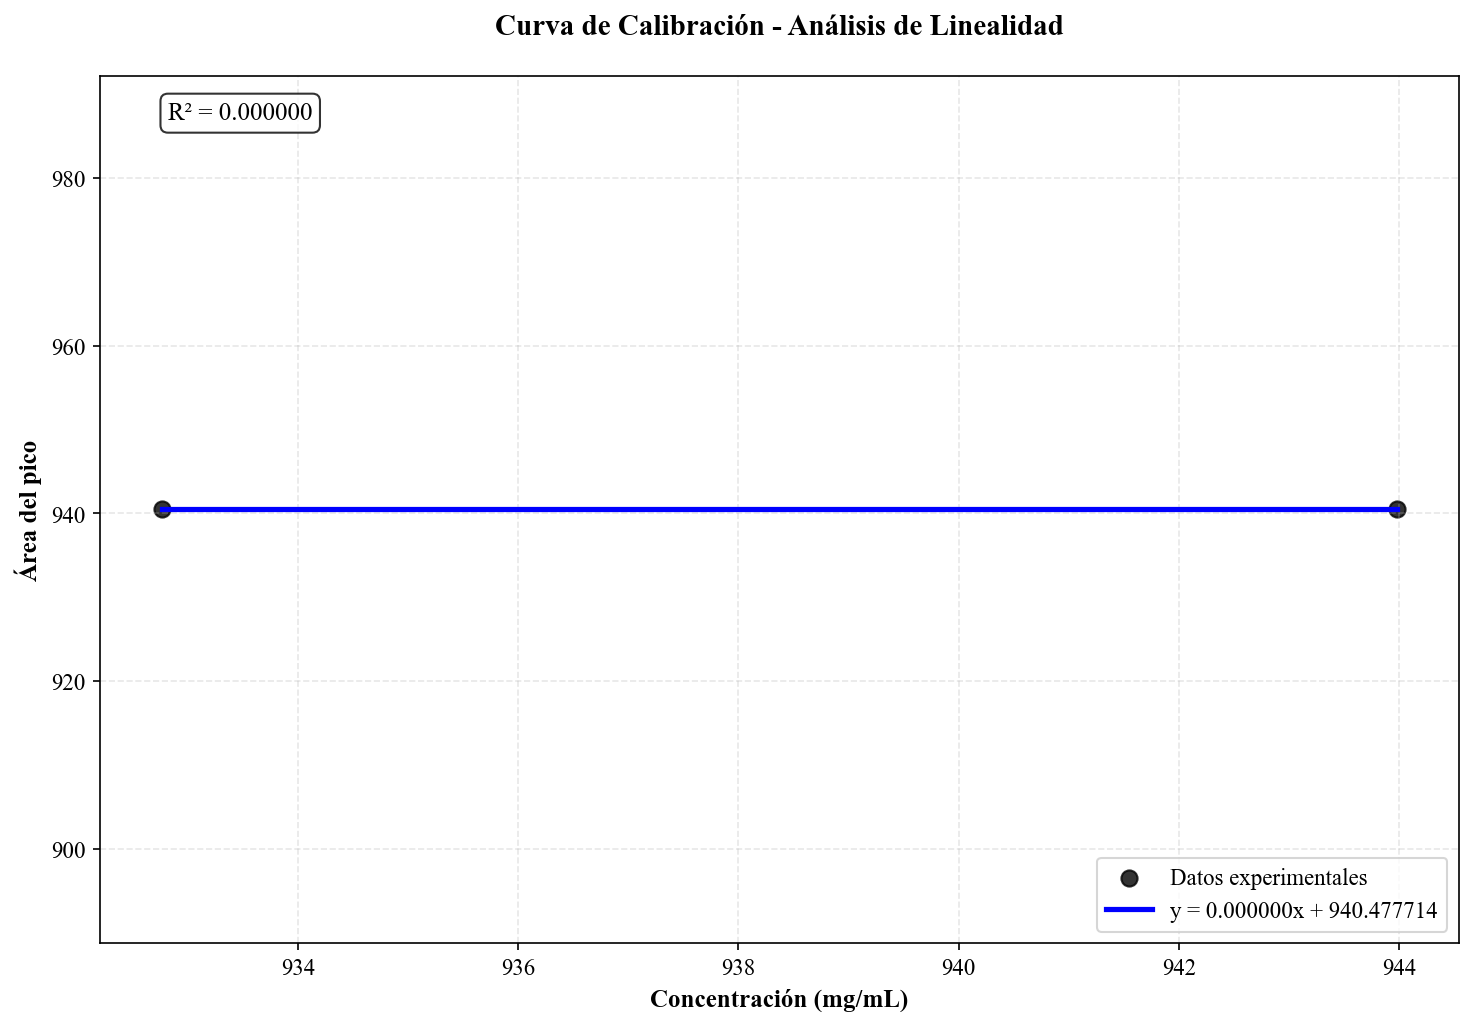 Curva de Calibración - Análisis de Linealidad
R² = 0.000000
980
960
940
920
900
Área del pico
Datos experimentales
y = 0.000000x + 940.477714
934 936 938 940 942 944
Concentración (mg/mL)